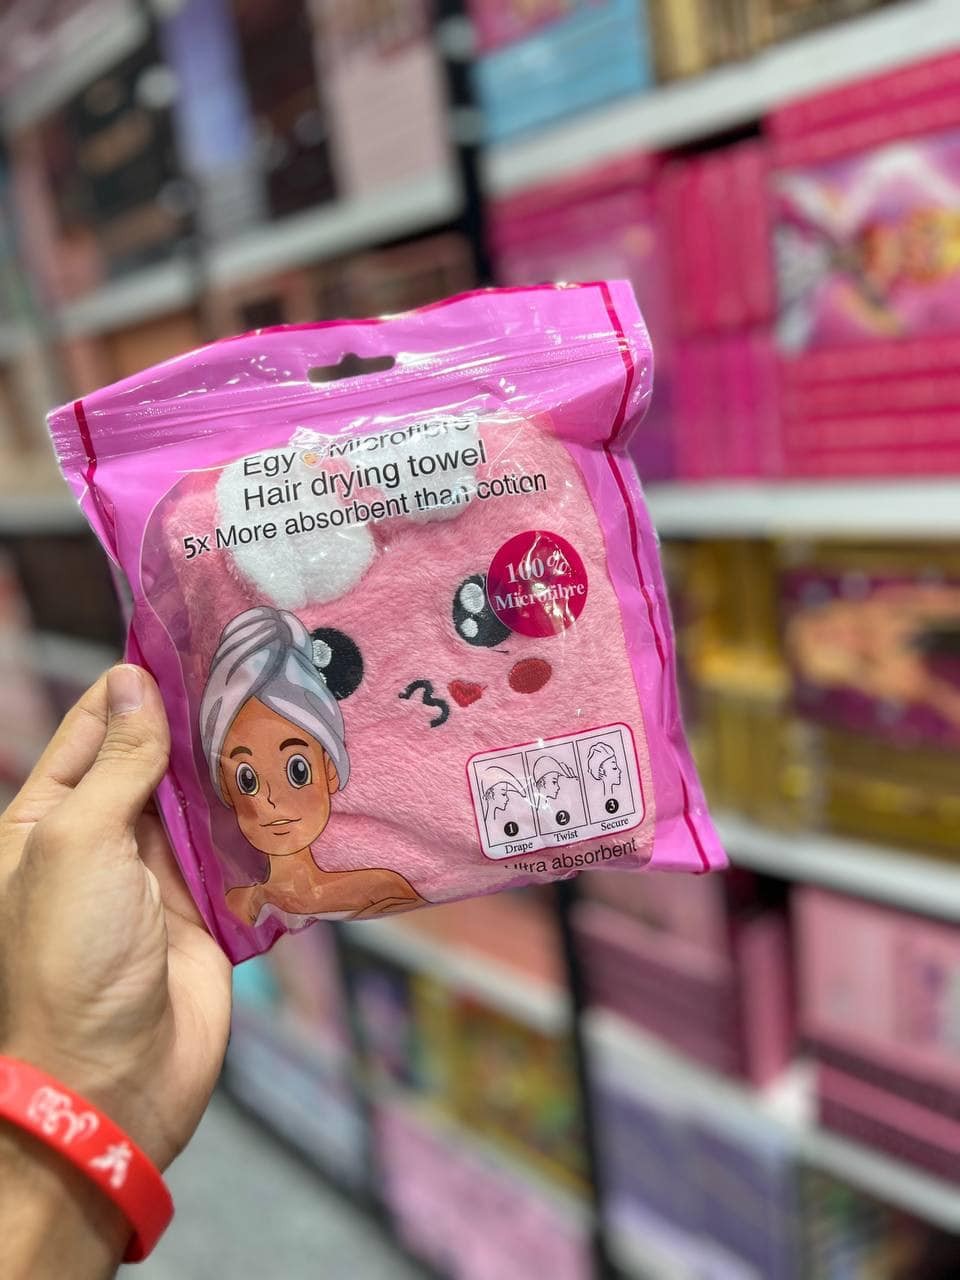 Egy Microfibre
Hair drying towel
5x More absorbent than cotton
100%
Microfibre
1
Drape
2
Twist
3
Secure
Ultra absorbent